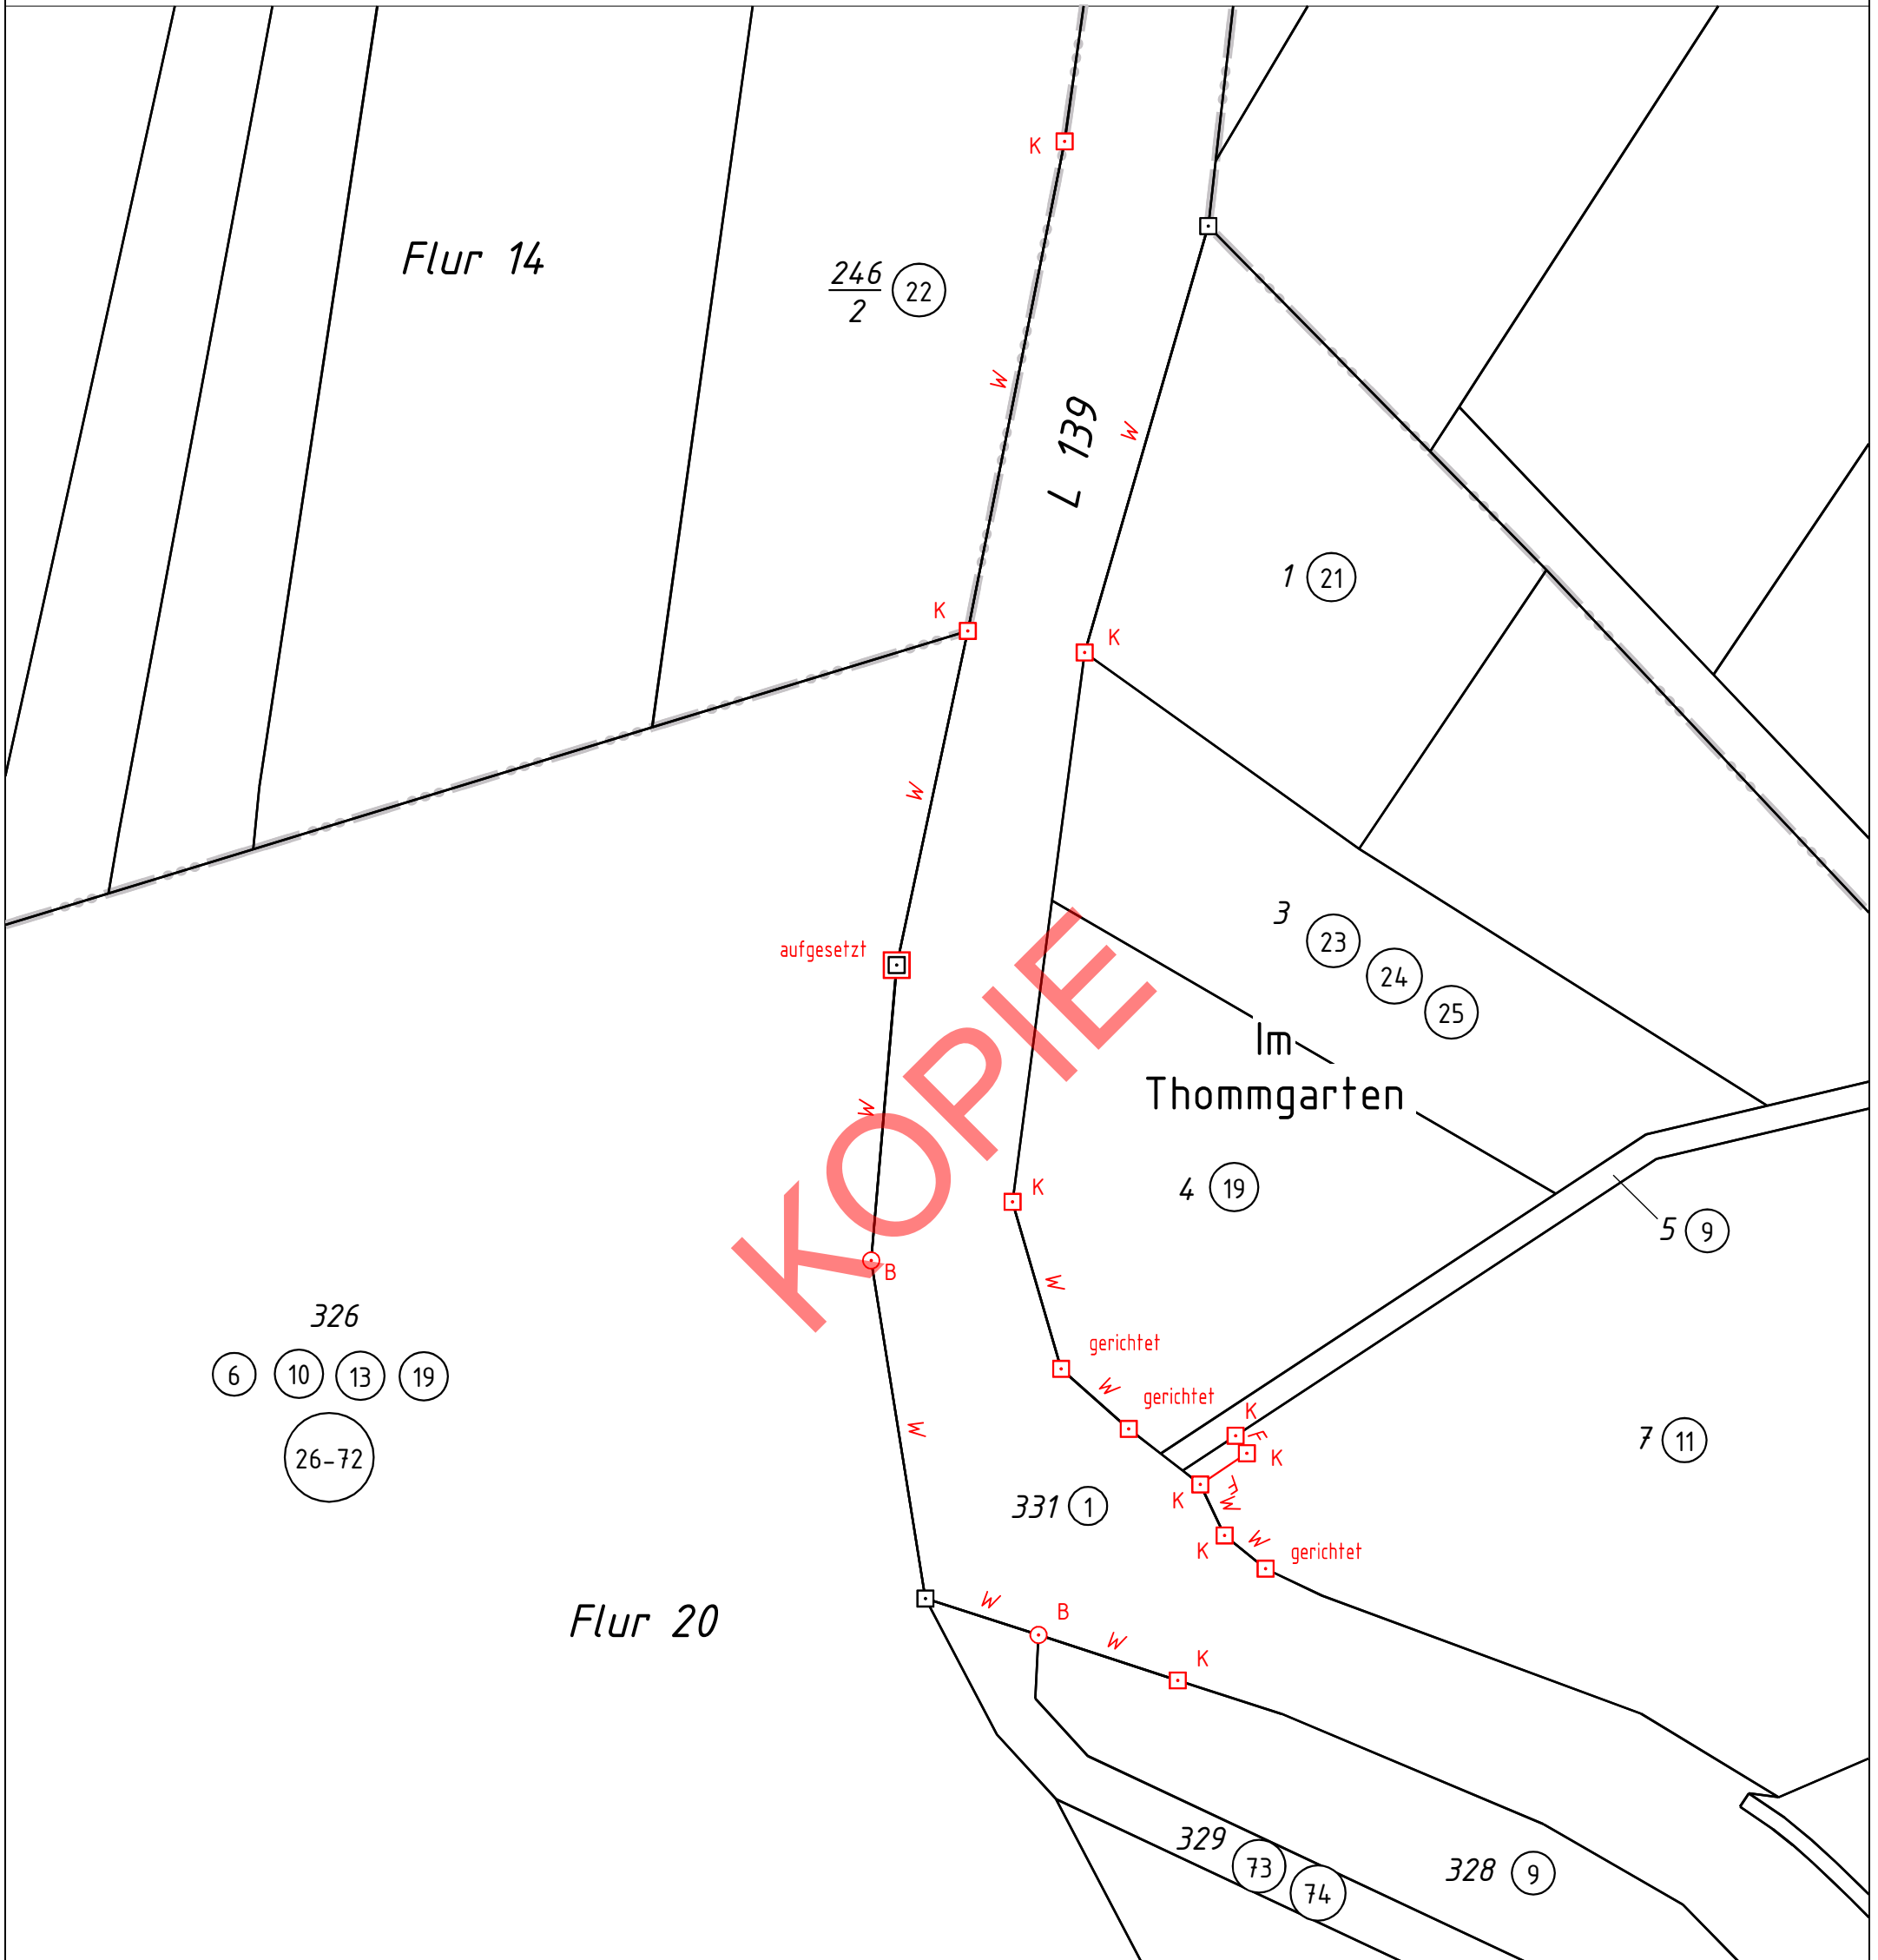 K
Flur 14
246
2
22
W
L 139
W
1
21
K
K
W
3
23
24
25
aufgesetzt
Im
Thommgarten
W
KOPIE
4
19
K
5
9
B
W
326
6
10
13
19
26-72
gerichtet
W
gerichtet
W
K
F
K
7
11
331
1
K
F
W
K
W
gerichtet
Flur 20
W
B
W
K
329
73
74
328
9